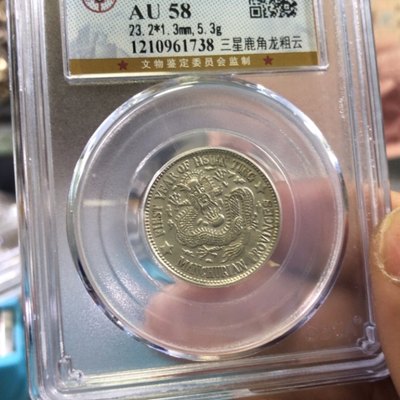 AU 58
23.2*1.3mm, 5.3g
1210961738 三星鹿角龙粗云
文物鉴定委员会监制
FIRST YEAR OF HSUAN TUNG